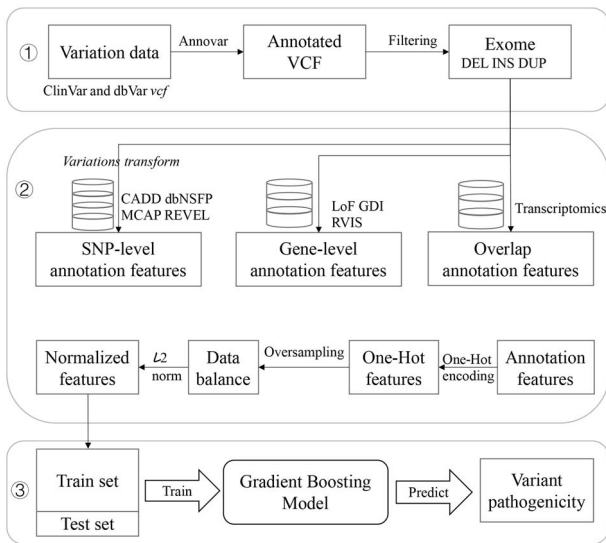 ①
Variation data
Annovar
Annotated
VCF
Filtering
Exome
DEL INS DUP
ClinVar and dbVar vcf
②
Variations transform
CADD dbNSFP
MCAP REVEL
LoF GDI
RVIS
Transcriptomics
SNP-level
annotation features
Gene-level
annotation features
Overlap
annotation features
Normalized
features
L2
norm
Data
balance
Oversampling
One-Hot
features
One-Hot
encoding
Annotation
features
③
Train set
Test set
Train
Gradient Boosting
Model
Predict
Variant
pathogenicity